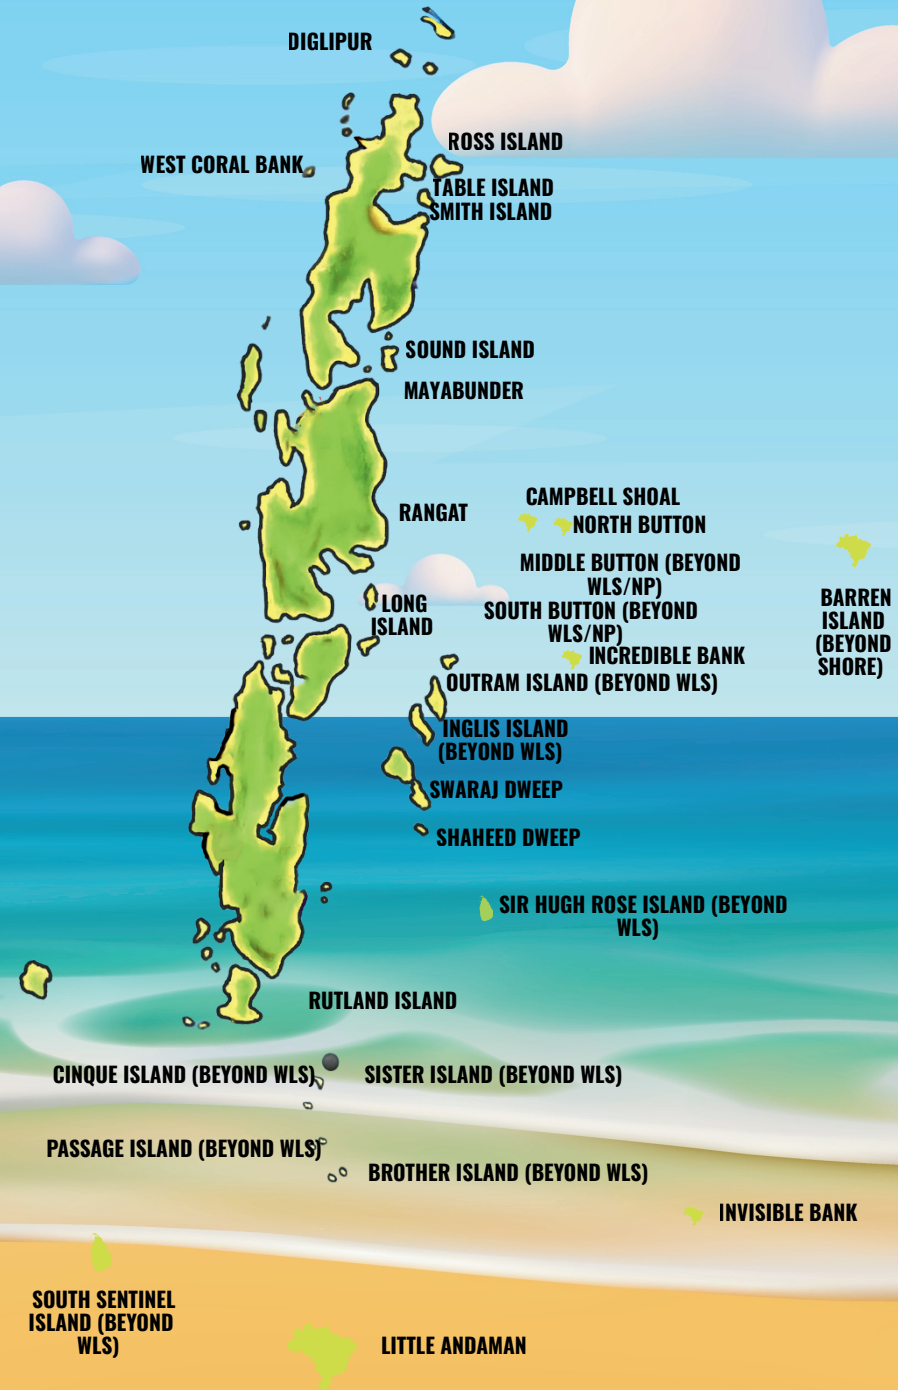 DIGLIPUR
ROSS ISLAND
WEST CORAL BANK
TABLE ISLAND
SMITH ISLAND
SOUND ISLAND
MAYABUNDER
CAMPBELL SHOAL
RANGAT
NORTH BUTTON
MIDDLE BUTTON (BEYOND
WLS/NP)
BARREN
ISLAND
(BEYOND
SHORE)
LONG
ISLAND
SOUTH BUTTON (BEYOND
WLS/NP)
INCREDIBLE BANK
OUTRAM ISLAND (BEYOND WLS)
INGLIS ISLAND
(BEYOND WLS)
SWARAJ DWEEP
SHAHEED DWEEP
SIR HUGH ROSE ISLAND (BEYOND
WLS)
RUTLAND ISLAND
CINQUE ISLAND (BEYOND WLS)
SISTER ISLAND (BEYOND WLS)
PASSAGE ISLAND (BEYOND WLS)
BROTHER ISLAND (BEYOND WLS)
INVISIBLE BANK
SOUTH SENTINEL
ISLAND (BEYOND
WLS)
LITTLE ANDAMAN